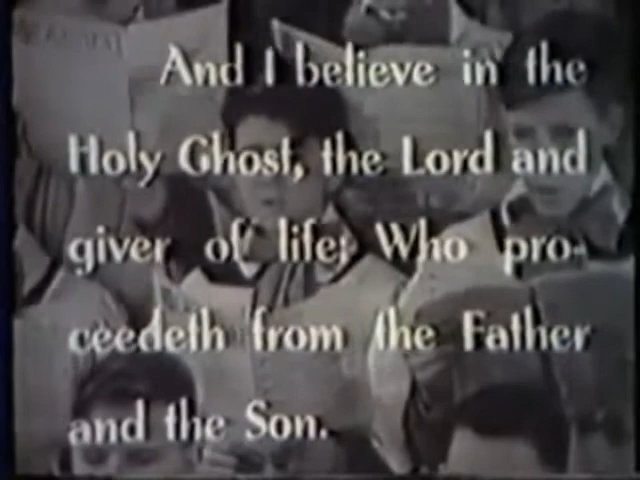 And I believe in the
Holy Ghost, the Lord and
giver of life; Who pro-
ceedeth from the Father
and the Son.